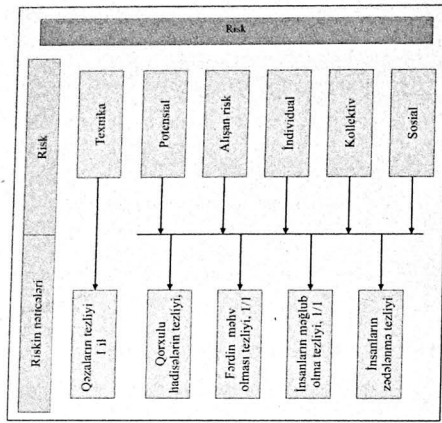 Risk
Riskin nəticələri
Risk
Qəzaların tezliyi
1 il
Texnika
Qorxulu
hadisələrin tezliyi,
Potensial
Fərdin məhv
olması tezliyi, 1/1
Alışan risk
İnsanların məğlub
olma tezliyi, 1/1
İndividual
İnsanların
zədələnmə tezliyi
Kollektiv
Sosial